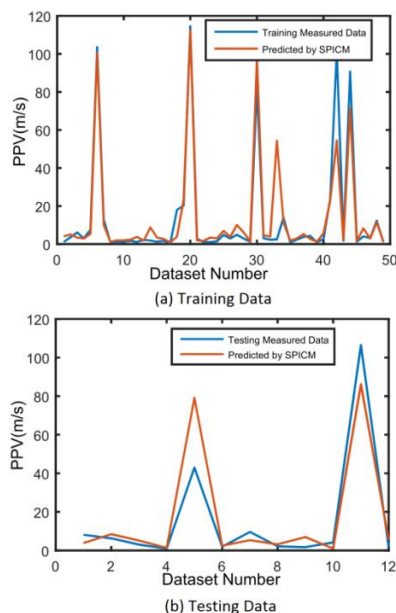 120
100
80
60
40
20
0
PPV(m/s)
Training Measured Data
Predicted by SPICM
0 10 20 30 40 50
Dataset Number
(a) Training Data
120
100
80
60
40
20
0
PPV(m/s)
Testing Measured Data
Predicted by SPICM
0 2 4 6 8 10 12
Dataset Number
(b) Testing Data